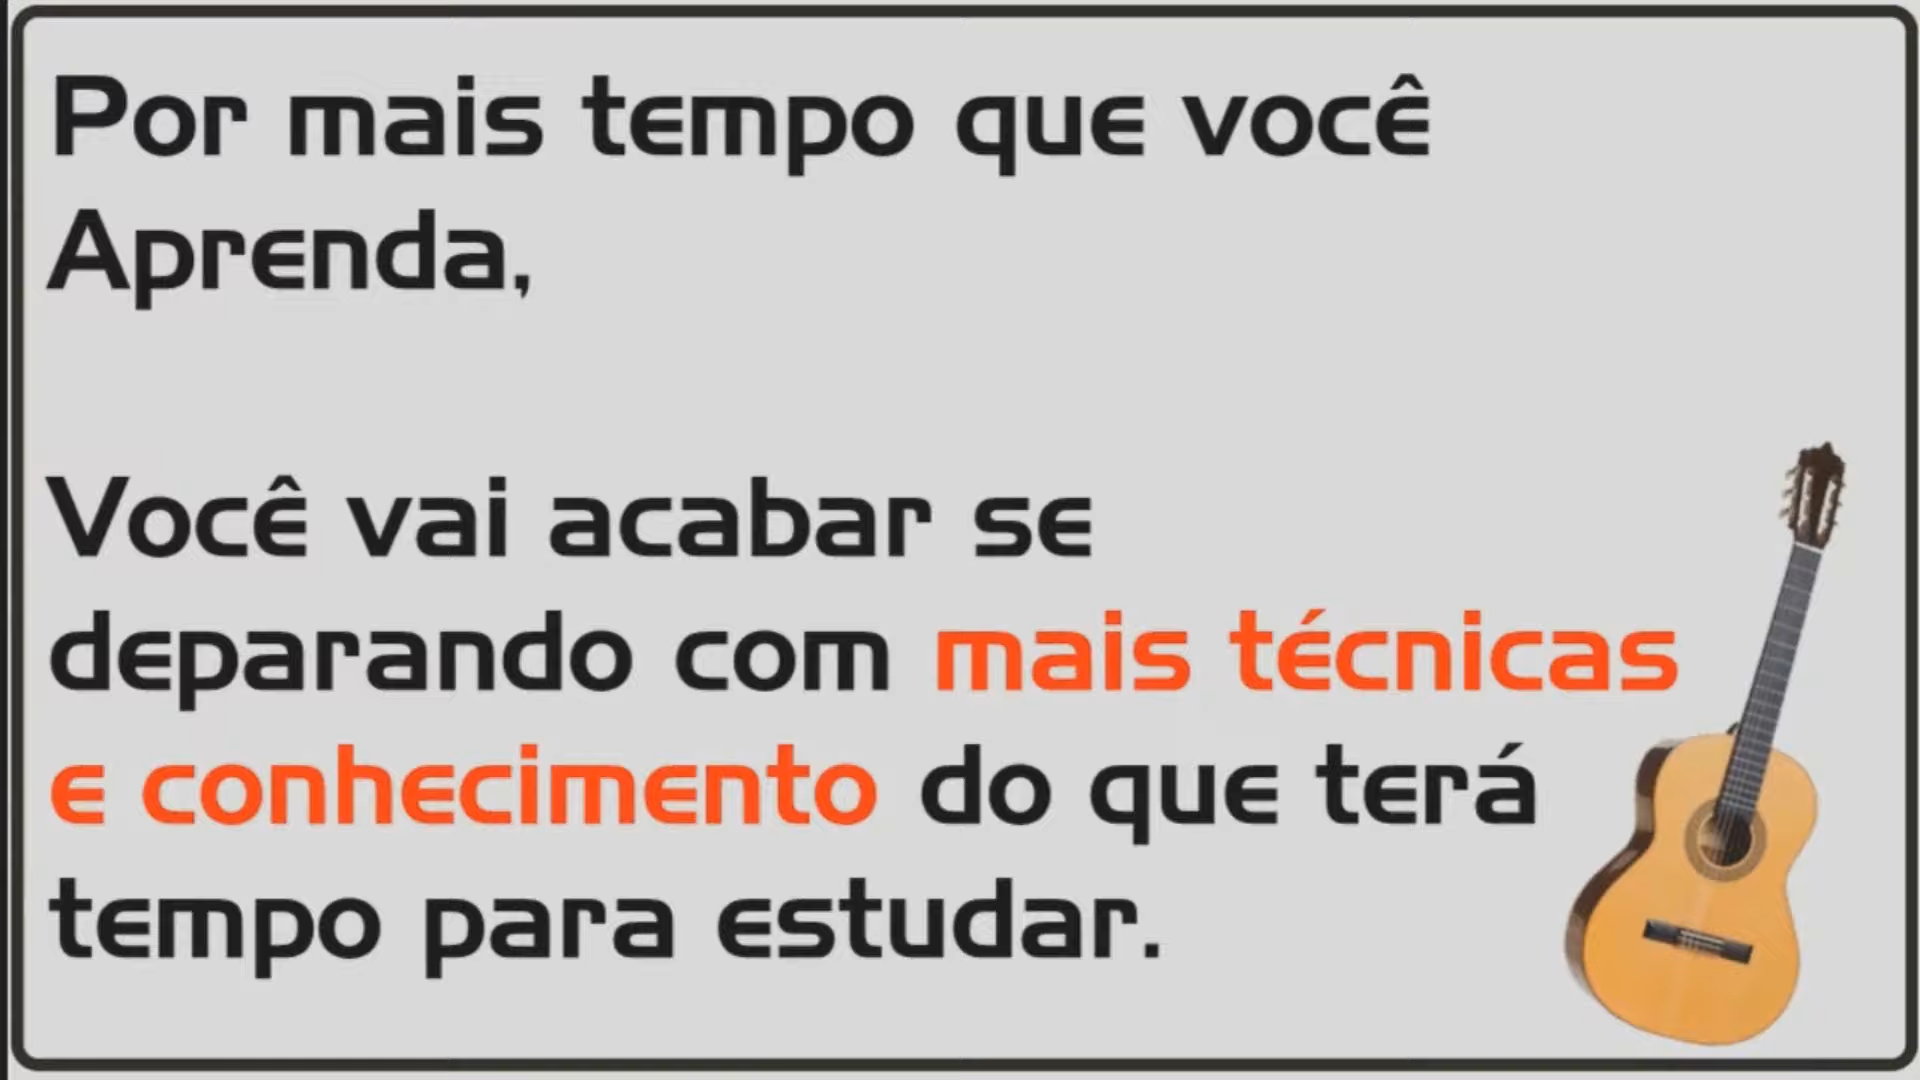 Por mais tempo que você
Aprenda,
Você vai acabar se
deparando com mais técnicas
e conhecimento do que terá
tempo para estudar.